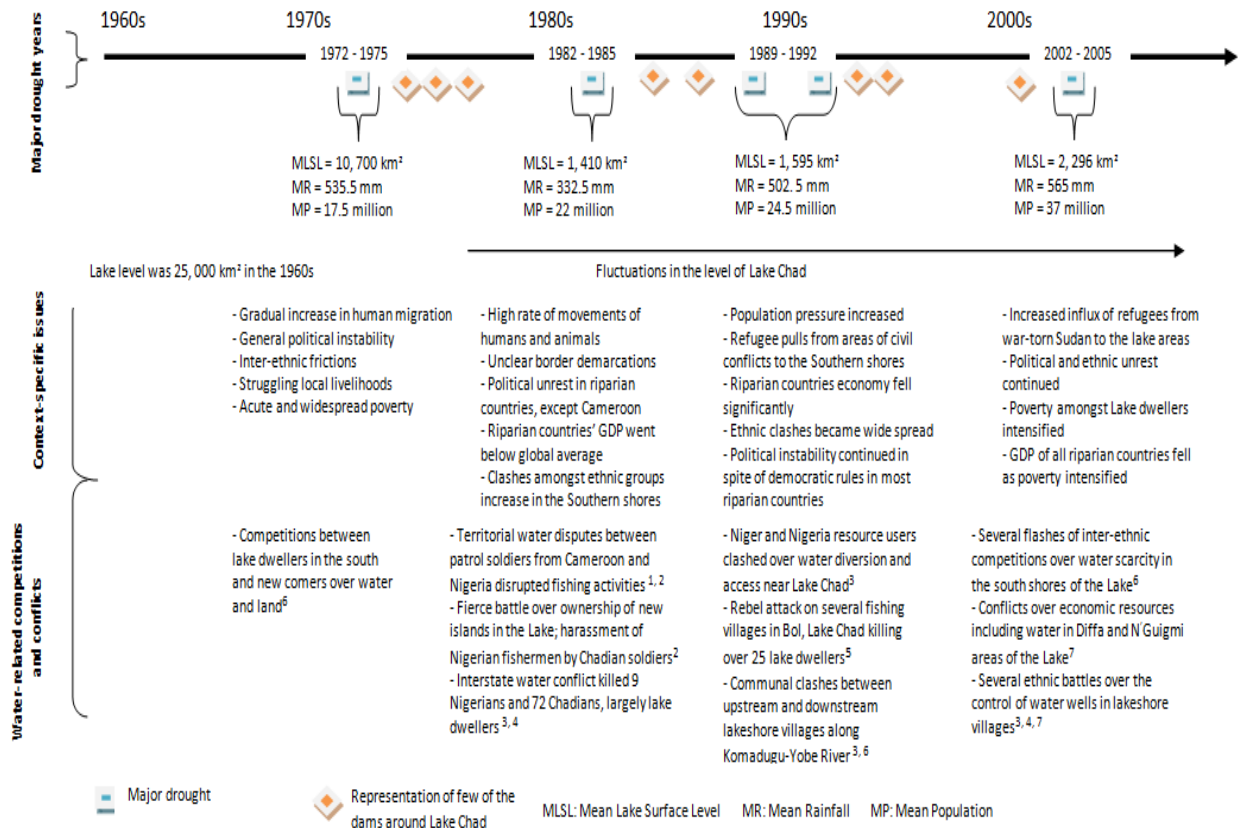 1960s
1970s
1980s
1990s
2000s
Major drought years
1972 - 1975
1982 - 1985
1989 - 1992
2002 - 2005
MLSL = 10, 700 km²
MR = 535.5 mm
MP = 17.5 million
MLSL = 1, 410 km²
MR = 332.5 mm
MP = 22 million
MLSL = 1, 595 km²
MR = 502. 5 mm
MP = 24.5 million
MLSL = 2, 296 km²
MR = 565 mm
MP = 37 million
Lake level was 25, 000 km² in the 1960s
Fluctuations in the level of Lake Chad
Context-specific issues
- Gradual increase in human migration
- General political instability
- Inter-ethnic frictions
- Struggling local livelihoods
- Acute and widespread poverty
- High rate of movements of
humans and animals
- Unclear border demarcations
- Political unrest in riparian
countries, except Cameroon
- Riparian countries' GDP went
below global average
- Clashes amongst ethnic groups
increase in the Southern shores
- Population pressure increased
- Refugee pulls from areas of civil
conflicts to the Southern shores
- Riparian countries economy fell
significantly
- Ethnic clashes became wide spread
- Political instability continued in
spite of democratic rules in most
riparian countries
- Increased influx of refugees from
war-torn Sudan to the lake areas
- Political and ethnic unrest
continued
- Poverty amongst Lake dwellers
intensified
- GDP of all riparian countries fell
as poverty intensified
Water-related competitions
and conflicts
- Competitions between
lake dwellers in the south
and new comers over water
and land⁶
- Territorial water disputes between
patrol soldiers from Cameroon and
Nigeria disrupted fishing activities ¹, ²
- Fierce battle over ownership of new
islands in the Lake; harassment of
Nigerian fishermen by Chadian soldiers²
- Interstate water conflict killed 9
Nigerians and 72 Chadians, largely lake
dwellers ³, ⁴
- Niger and Nigeria resource users
clashed over water diversion and
access near Lake Chad³
- Rebel attack on several fishing
villages in Bol, Lake Chad killing
over 25 lake dwellers⁵
- Communal clashes between
upstream and downstream
lakeshore villages along
Komadugu-Yobe River ³, ⁶
- Several flashes of inter-ethnic
competitions over water scarcity in
the south shores of the Lake⁶
- Conflicts over economic resources
including water in Diffa and N'Guigmi
areas of the Lake⁷
- Several ethnic battles over the
control of water wells in lakeshore
villages³, ⁴, ⁷
Major drought
Representation of few of the
dams around Lake Chad
MLSL: Mean Lake Surface Level
MR: Mean Rainfall
MP: Mean Population